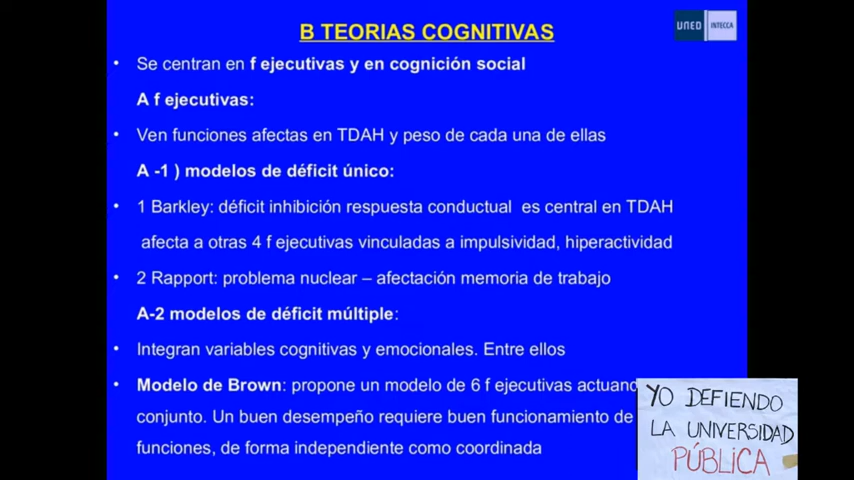 B TEORIAS COGNITIVAS
UNED INTECCA
• Se centran en f ejecutivas y en cognición social
A f ejecutivas:
• Ven funciones afectas en TDAH y peso de cada una de ellas
A -1 ) modelos de déficit único:
• 1 Barkley: déficit inhibición respuesta conductual es central en TDAH
afecta a otras 4 f ejecutivas vinculadas a impulsividad, hiperactividad
• 2 Rapport: problema nuclear – afectación memoria de trabajo
A-2 modelos de déficit múltiple:
• Integran variables cognitivas y emocionales. Entre ellos
• Modelo de Brown: propone un modelo de 6 f ejecutivas
conjunto. Un buen desempeño requiere buen funcionamiento de
funciones, de forma independiente como coordinada
YO DEFIENDO
LA UNIVERSIDAD
PÚBLICA